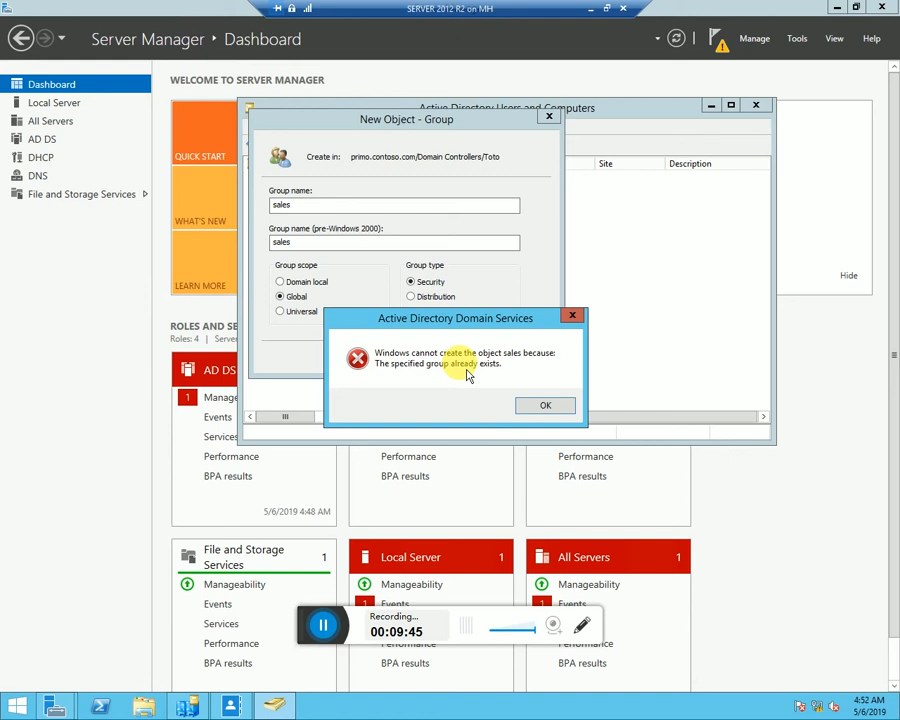 SERVER 2012 R2 on MH
Server Manager
Dashboard
Manage
Tools
View
Help
Dashboard
Local Server
All Servers
AD DS
DHCP
DNS
File and Storage Services
WELCOME TO SERVER MANAGER
QUICK START
WHAT'S NEW
LEARN MORE
Hide
Active Directory Users and Computers
Site
Description
New Object - Group
Create in: primo.contoso.com/Domain Controllers/Toto
Group name:
sales
Group name (pre-Windows 2000):
sales
Group scope
Domain local
Global
Universal
Group type
Security
Distribution
Active Directory Domain Services
Windows cannot create the object sales because:
The specified group already exists.
OK
ROLES AND SE
Roles: 4 | Server
AD DS
1 Manage
Events
Services
Performance
BPA results
5/6/2019 4:48 AM
Performance
BPA results
Performance
BPA results
File and Storage
Services
1
Manageability
Events
Services
Performance
BPA results
Local Server 1
Manageability
1 Events
BPA results
All Servers 1
Manageability
1 Events
Services
Performance
BPA results
Recording...
00:09:45
4:52 AM
5/6/2019